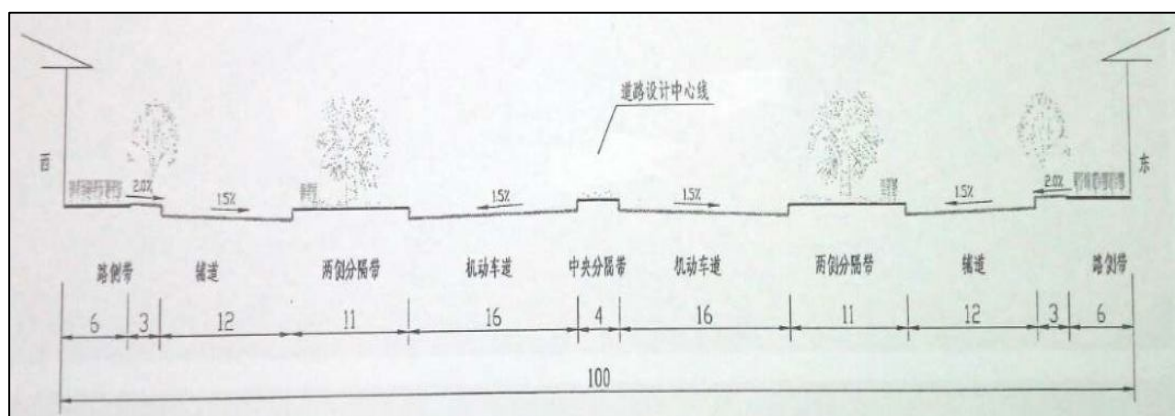 道路设计中心线
西
东
2.0%
1.5%
1.5%
1.5%
1.5%
2.0%
路侧带
辅道
两侧分隔带
机动车道
中央分隔带
机动车道
两侧分隔带
辅道
路侧带
6
3
12
11
16
4
16
11
12
3
6
100